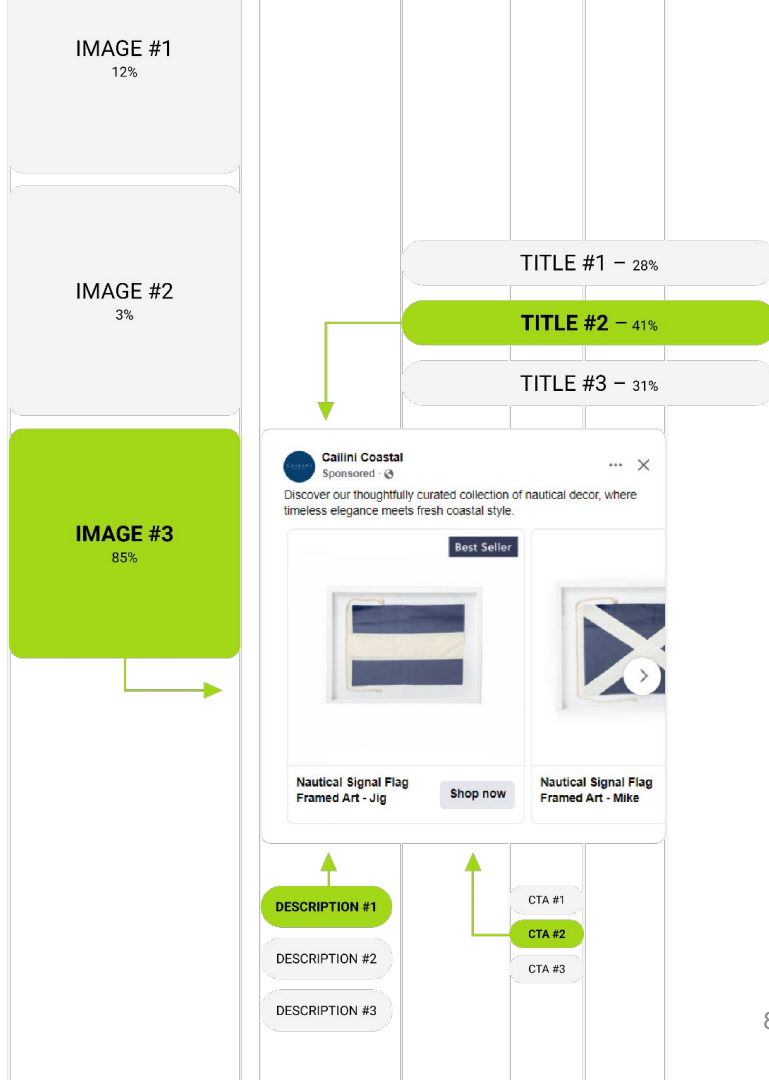 IMAGE #1
12%
IMAGE #2
3%
TITLE #1 – 28%
TITLE #2 – 41%
TITLE #3 – 31%
IMAGE #3
85%
Cailini Coastal
Sponsored ·
Discover our thoughtfully curated collection of nautical decor, where
timeless elegance meets fresh coastal style.
Best Seller
Nautical Signal Flag
Framed Art - Jig
Shop now
Nautical Signal Flag
Framed Art - Mike
DESCRIPTION #1
DESCRIPTION #2
DESCRIPTION #3
CTA #1
CTA #2
CTA #3